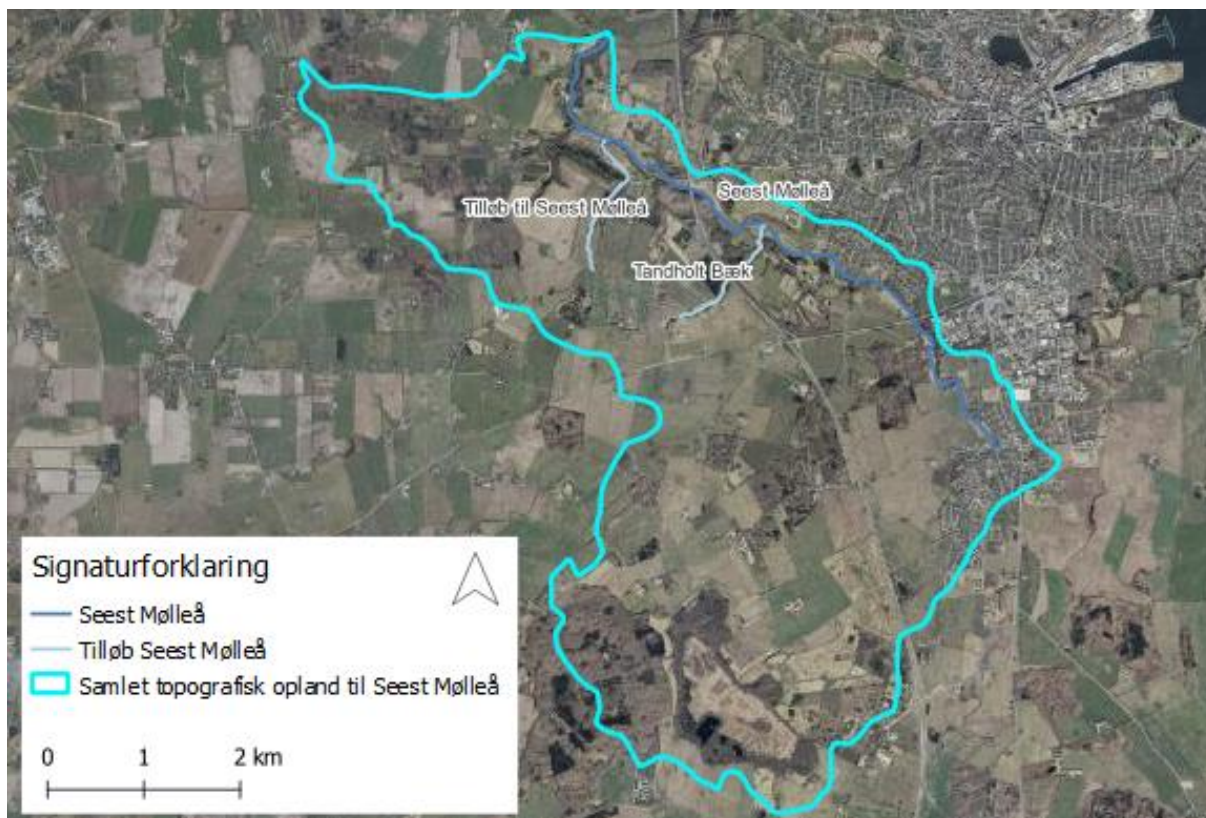 Seest Mølleå
Tilløb til Seest Mølleå
Tandholt Bæk
Signaturforklaring
Seest Mølleå
Tilløb Seest Mølleå
Samlet topografisk opland til Seest Mølleå
0 1 2 km